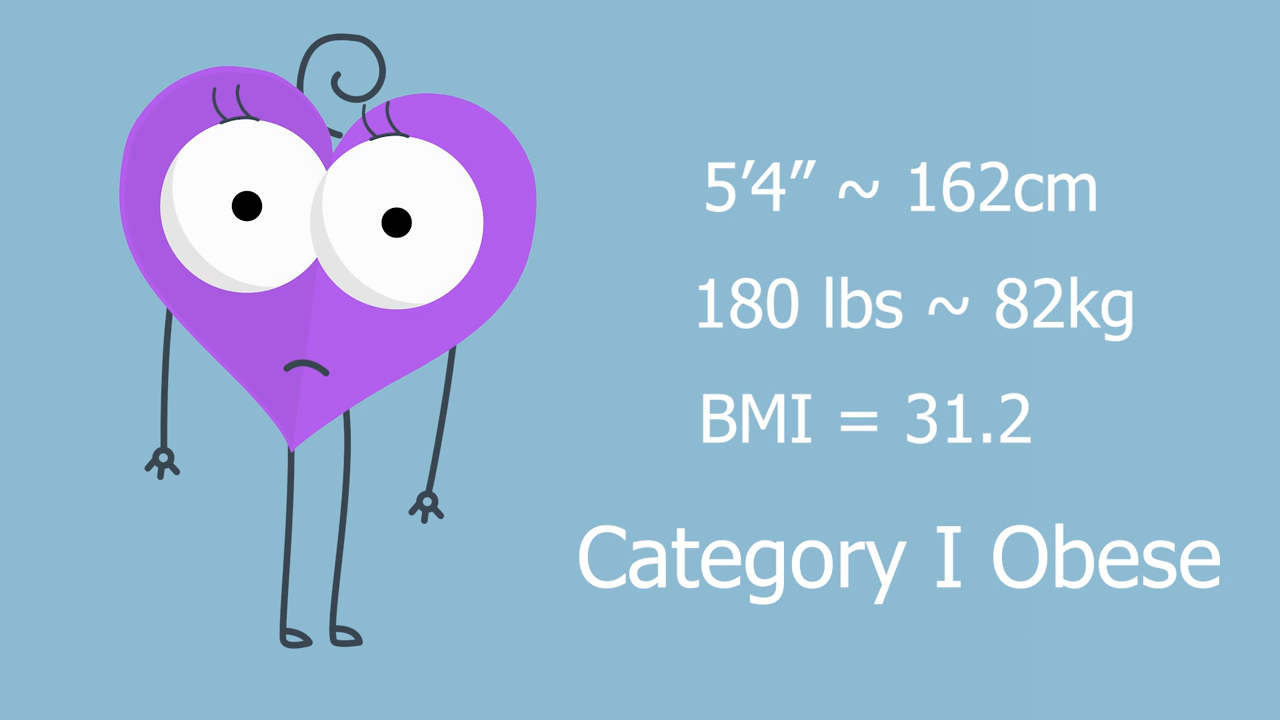 5’4” ~ 162cm
180 lbs ~ 82kg
BMI = 31.2
Category I Obese